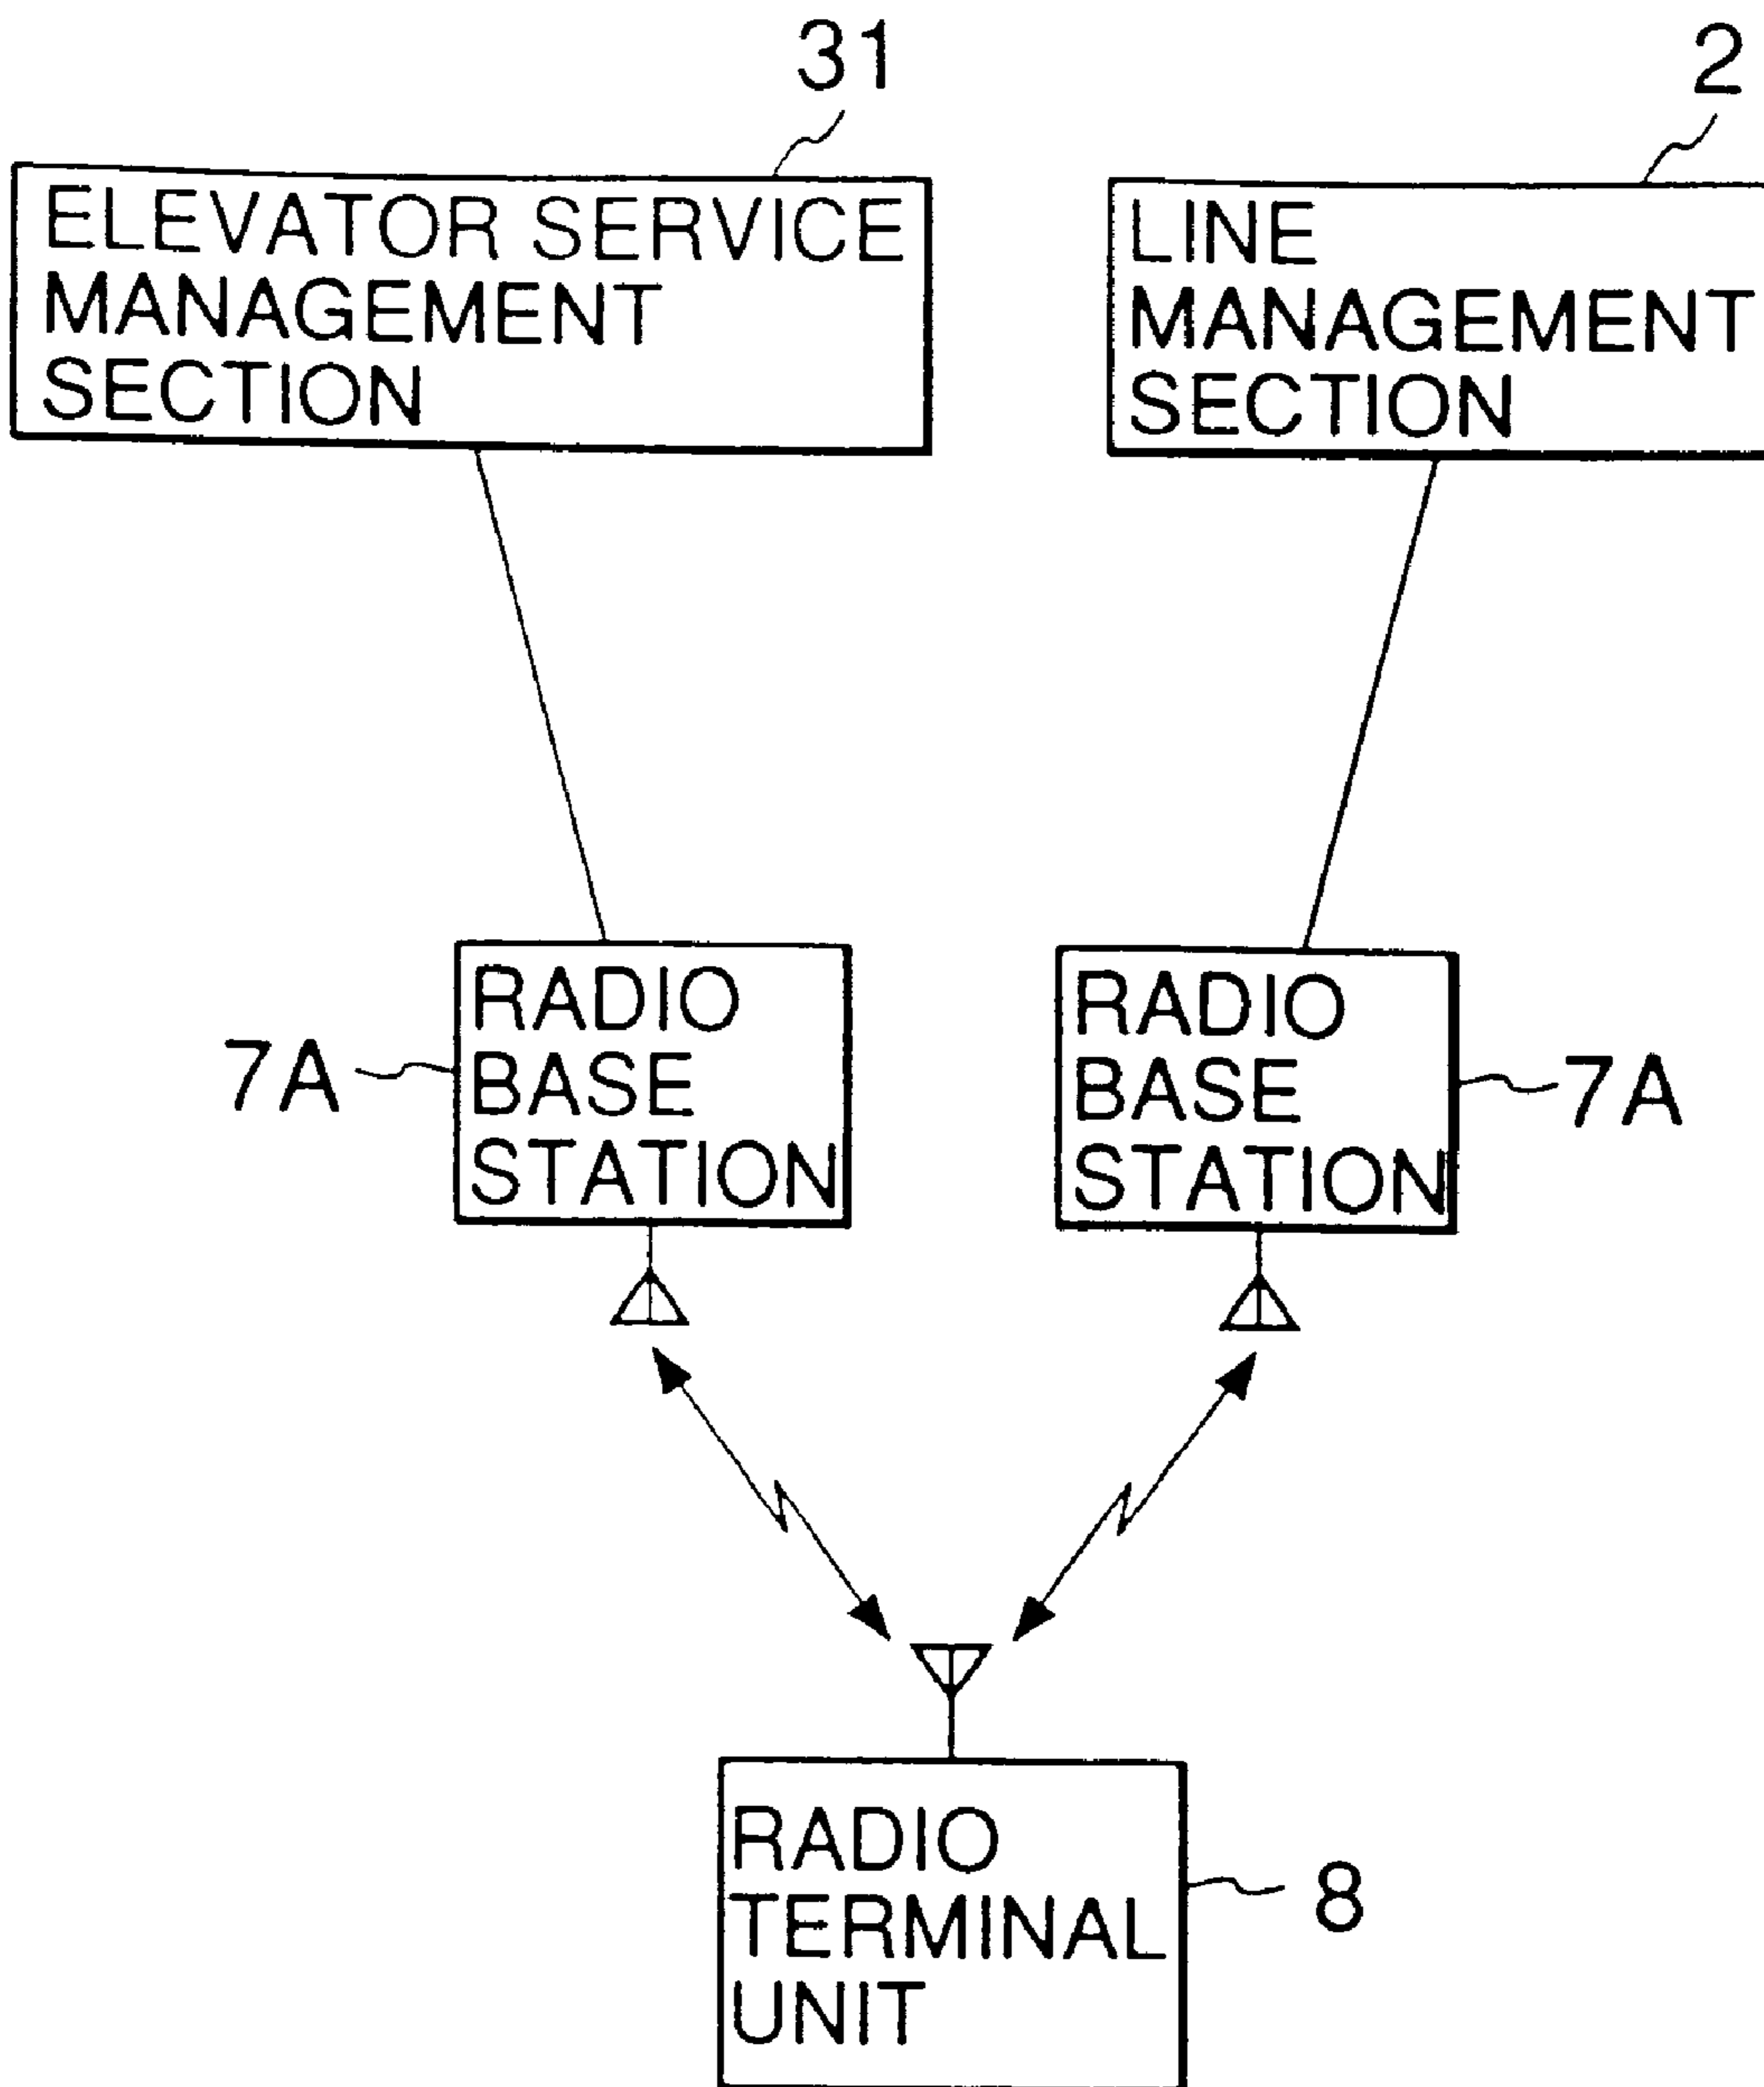 31
2
ELEVATOR SERVICE
MANAGEMENT
SECTION
LINE
MANAGEMENT
SECTION
RADIO
BASE
STATION
7A
RADIO
BASE
STATION
7A
RADIO
TERMINAL
UNIT
8